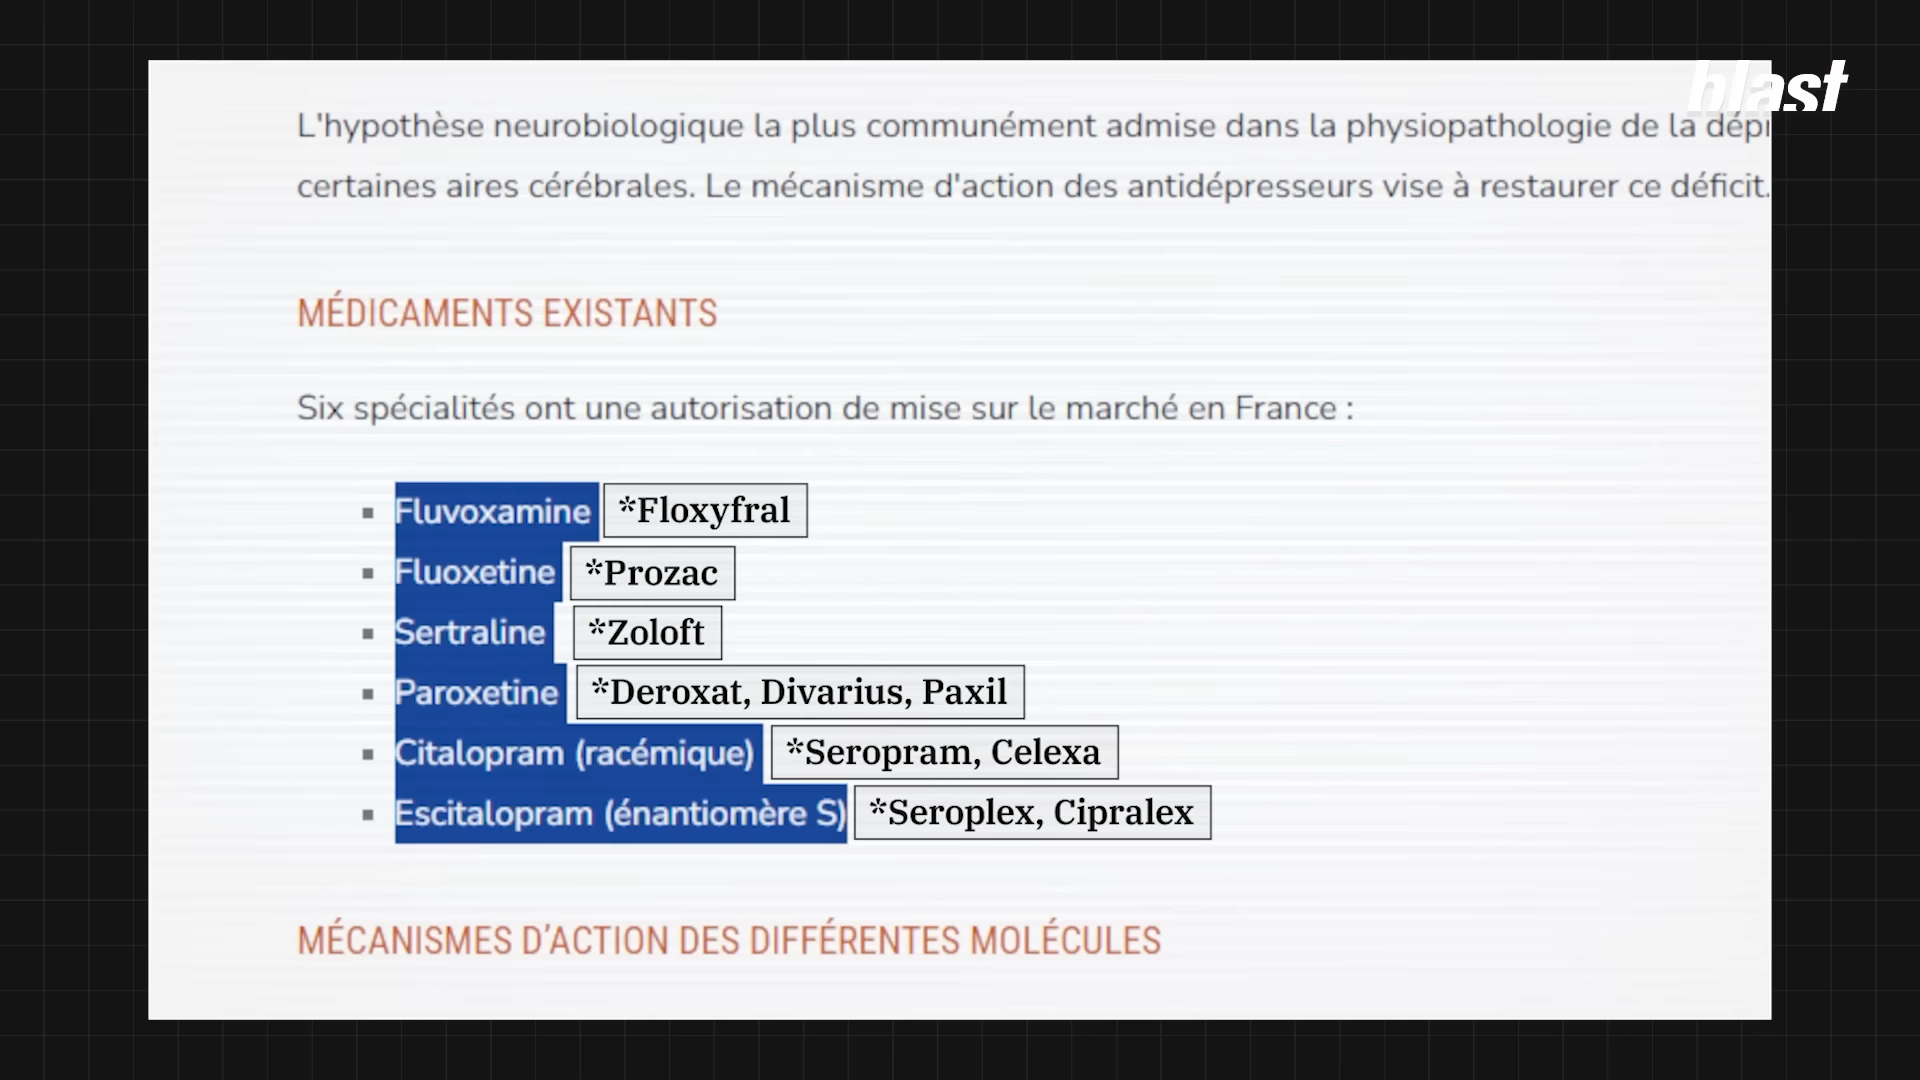 blast
L'hypothèse neurobiologique la plus communément admise dans la physiopathologie de la
certaines aires cérébrales. Le mécanisme d'action des antidépresseurs vise à restaurer ce déficit.
MÉDICAMENTS EXISTANTS
Six spécialités ont une autorisation de mise sur le marché en France :
▪ Fluvoxamine *Floxyfral
▪ Fluoxetine *Prozac
▪ Sertraline *Zoloft
▪ Paroxetine *Deroxat, Divarius, Paxil
▪ Citalopram (racémique) *Seropram, Celexa
▪ Escitalopram (énantiomère S) *Seroplex, Cipralex
MÉCANISMES D’ACTION DES DIFFÉRENTES MOLÉCULES